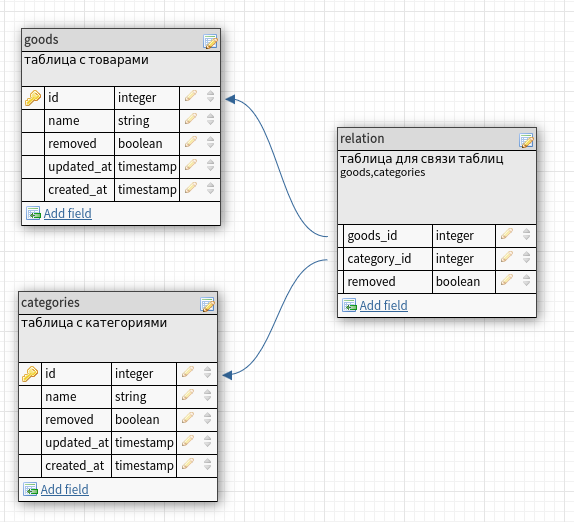 goods
таблица с товарами
id integer
name string
removed boolean
updated_at timestamp
created_at timestamp
Add field
relation
таблица для связи таблиц
goods,categories
goods_id integer
category_id integer
removed boolean
Add field
categories
таблица с категориями
id integer
name string
removed boolean
updated_at timestamp
created_at timestamp
Add field